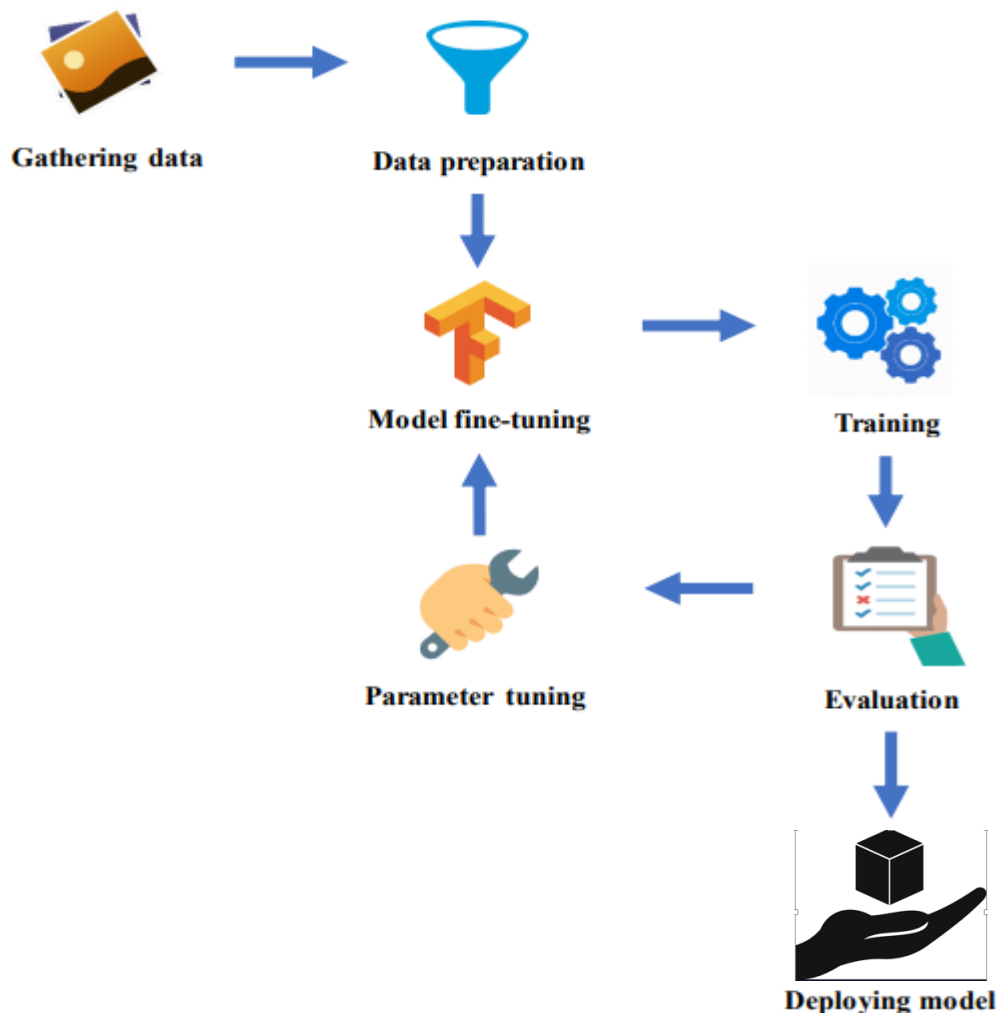 Gathering data
Data preparation
Model fine-tuning
Training
Parameter tuning
Evaluation
Deploying model